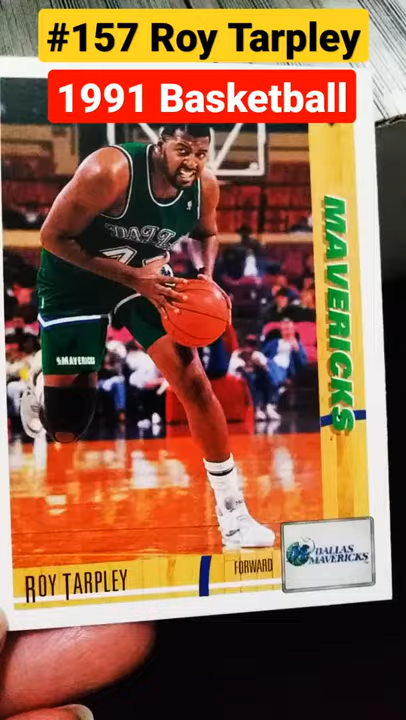 #157 Roy Tarpley
1991 Basketball
MAVERICKS
MAVERICKS
DALLAS
MAVERICKS
FORWARD
ROY TARPLEY